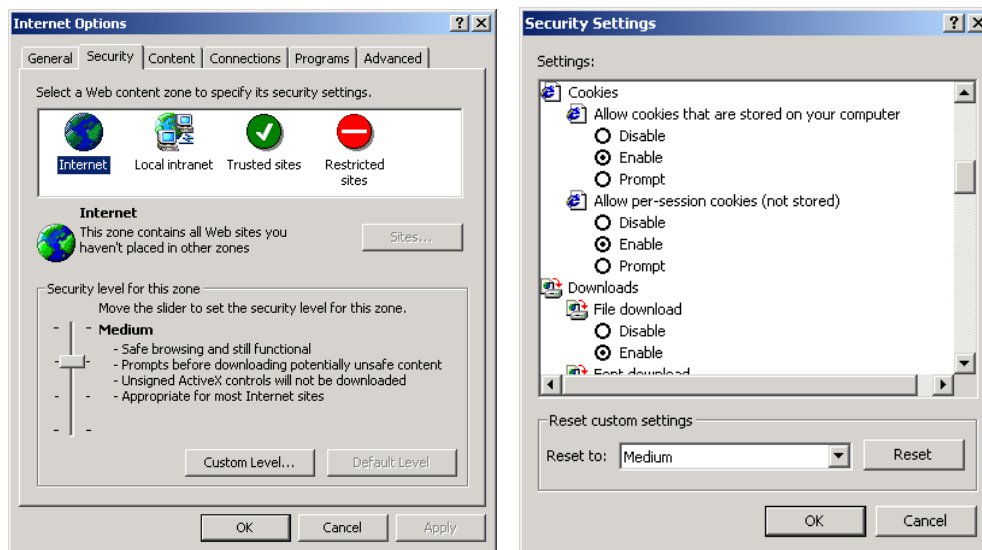 Internet Options
General Security Content Connections Programs Advanced
Select a Web content zone to specify its security settings.
Internet Local intranet Trusted sites Restricted
sites
Internet
This zone contains all Web sites you
haven't placed in other zones
Sites...
Security level for this zone
Move the slider to set the security level for this zone.
Medium
- Safe browsing and still functional
- Prompts before downloading potentially unsafe content
- Unsigned ActiveX controls will not be downloaded
- Appropriate for most Internet sites
Custom Level... Default Level
OK Cancel Apply
Security Settings
Settings:
Cookies
Allow cookies that are stored on your computer
Disable
Enable
Prompt
Allow per-session cookies (not stored)
Disable
Enable
Prompt
Downloads
File download
Disable
Enable
Font download
Reset custom settings
Reset to: Medium Reset
OK Cancel